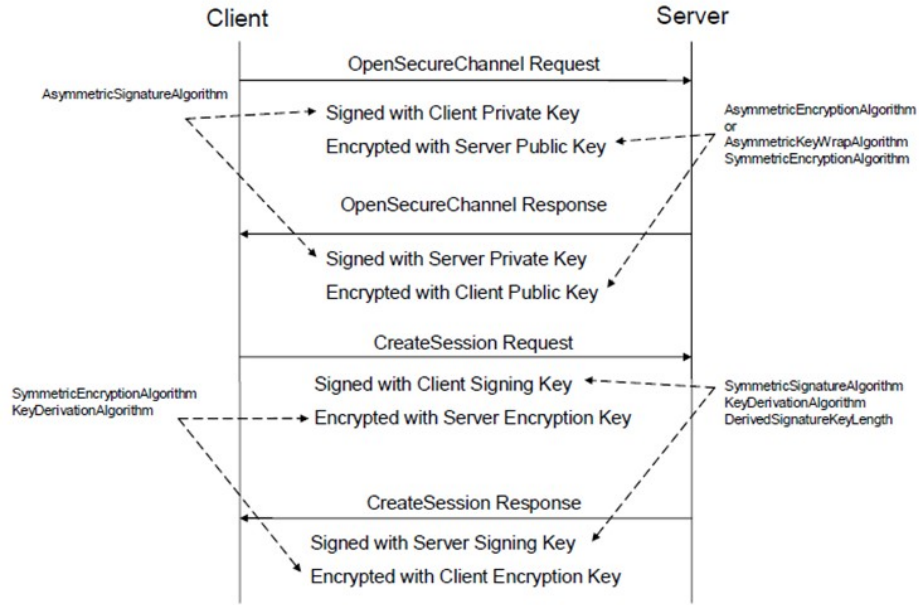 Client
Server
OpenSecureChannel Request
AsymmetricSignatureAlgorithm
Signed with Client Private Key
Encrypted with Server Public Key
AsymmetricEncryptionAlgorithm
or
AsymmetricKeyWrapAlgorithm
SymmetricEncryptionAlgorithm
OpenSecureChannel Response
Signed with Server Private Key
Encrypted with Client Public Key
CreateSession Request
SymmetricEncryptionAlgorithm
KeyDerivationAlgorithm
Signed with Client Signing Key
Encrypted with Server Encryption Key
SymmetricSignatureAlgorithm
KeyDerivationAlgorithm
DerivedSignatureKeyLength
CreateSession Response
Signed with Server Signing Key
Encrypted with Client Encryption Key